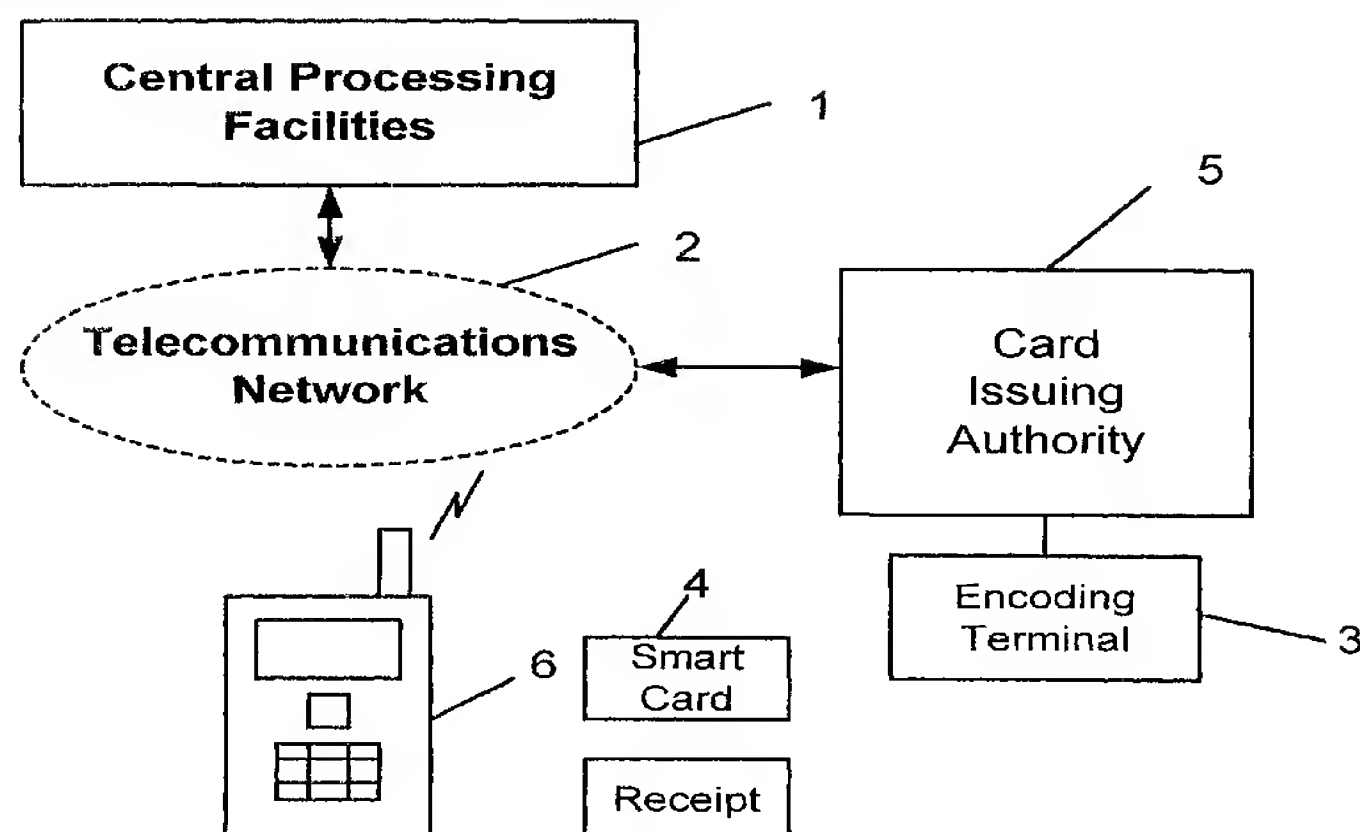 Central Processing
Facilities
1
5
2
Telecommunications
Network
Card
Issuing
Authority
4
Encoding
Terminal
3
Smart
Card
6
Receipt